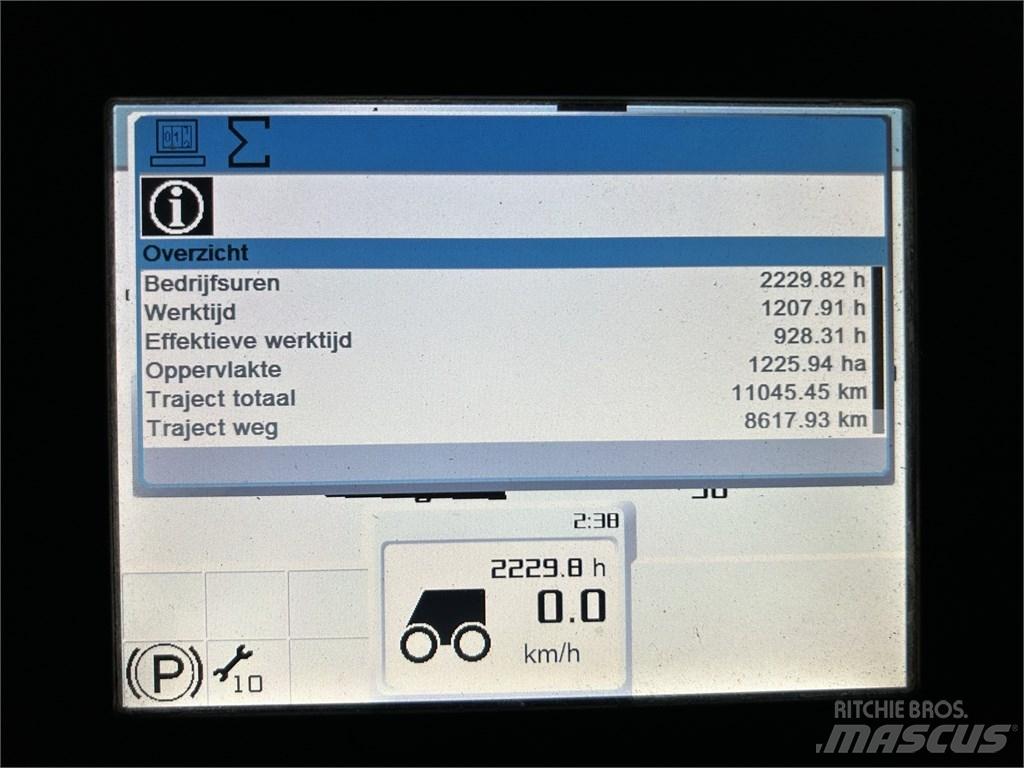 Overzicht
Bedrijfsuren 2229.82 h
Werktijd 1207.91 h
Effektieve werktijd 928.31 h
Oppervlakte 1225.94 ha
Traject totaal 11045.45 km
Traject weg 8617.93 km
2:38
2229.8 h
0.0
km/h
P
10
RITCHIE BROS.
MASCUS